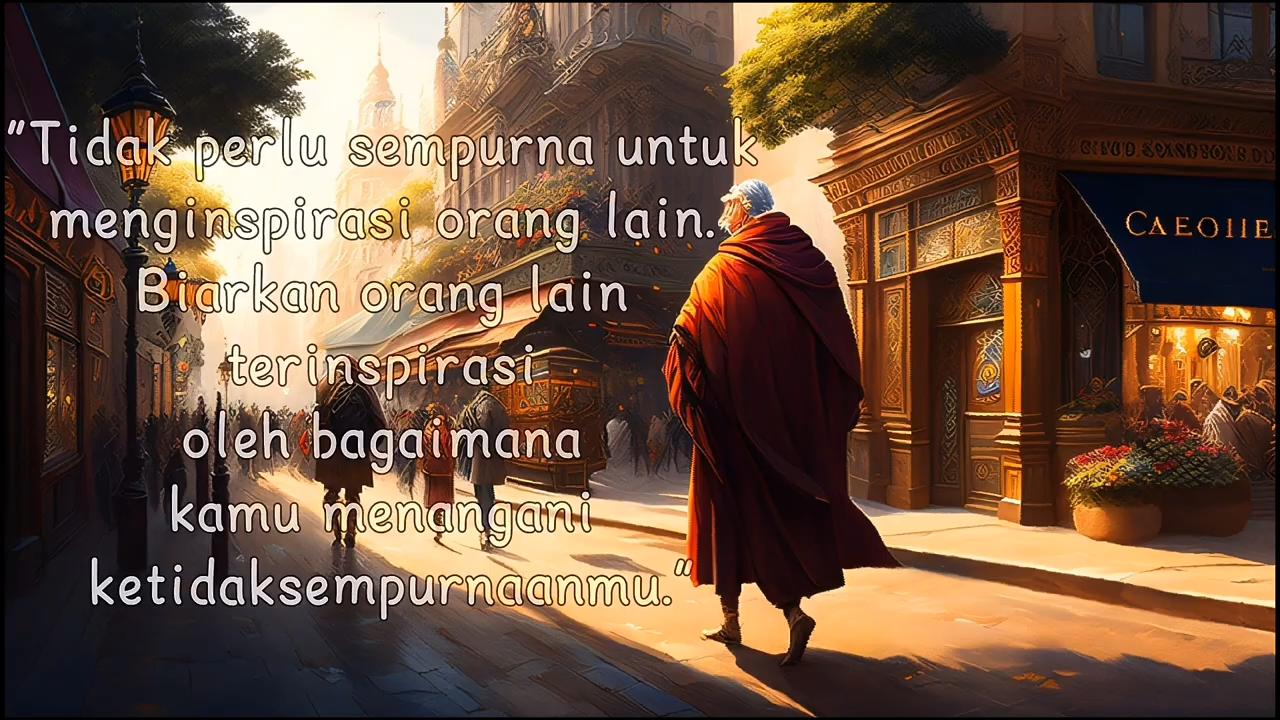 "Tidak perlu sempurna untuk
menginspirasi orang lain.
Biarkan orang lain
terinspirasi
oleh bagaimana
kamu menangani
ketidaksempurnaanmu."
CAEOIIE